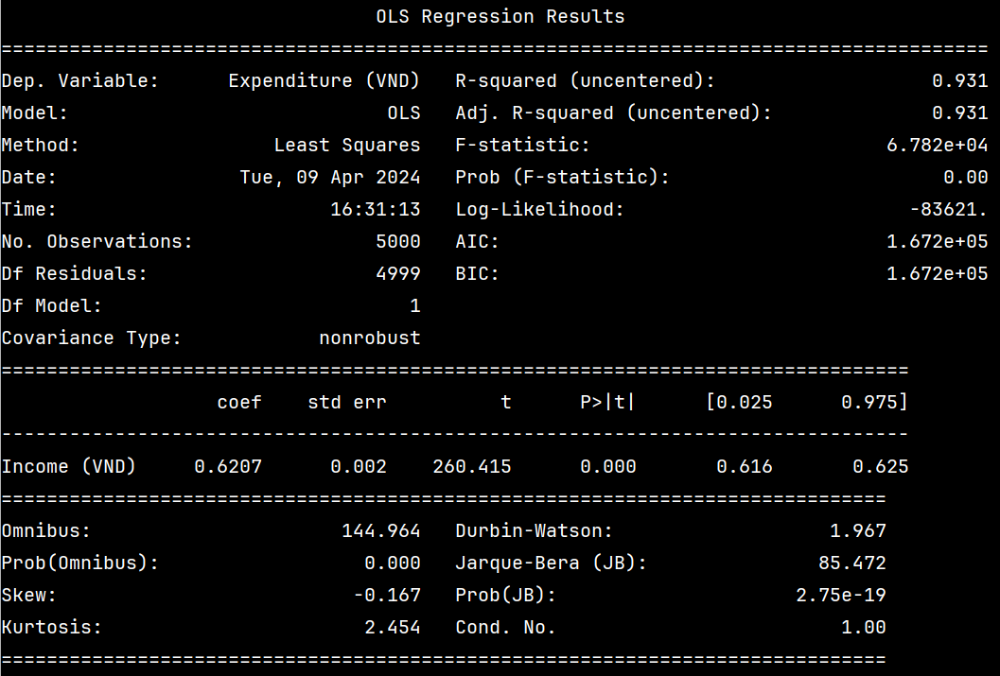 OLS Regression Results
=======================================================================================
Dep. Variable:      Expenditure (VND)   R-squared (uncentered):                   0.931
Model:                            OLS   Adj. R-squared (uncentered):              0.931
Method:                 Least Squares   F-statistic:                          6.782e+04
Date:                Tue, 09 Apr 2024   Prob (F-statistic):                        0.00
Time:                        16:31:13   Log-Likelihood:                         -83621.
No. Observations:                5000   AIC:                                  1.672e+05
Df Residuals:                    4999   BIC:                                  1.672e+05
Df Model:                           1
Covariance Type:            nonrobust
================================================================================
                   coef    std err          t      P>|t|      [0.025      0.975]
--------------------------------------------------------------------------------
Income (VND)     0.6207      0.002    260.415      0.000       0.616       0.625
==============================================================================
Omnibus:                      144.964   Durbin-Watson:                   1.967
Prob(Omnibus):                  0.000   Jarque-Bera (JB):               85.472
Skew:                          -0.167   Prob(JB):                     2.75e-19
Kurtosis:                       2.454   Cond. No.                         1.00
==============================================================================